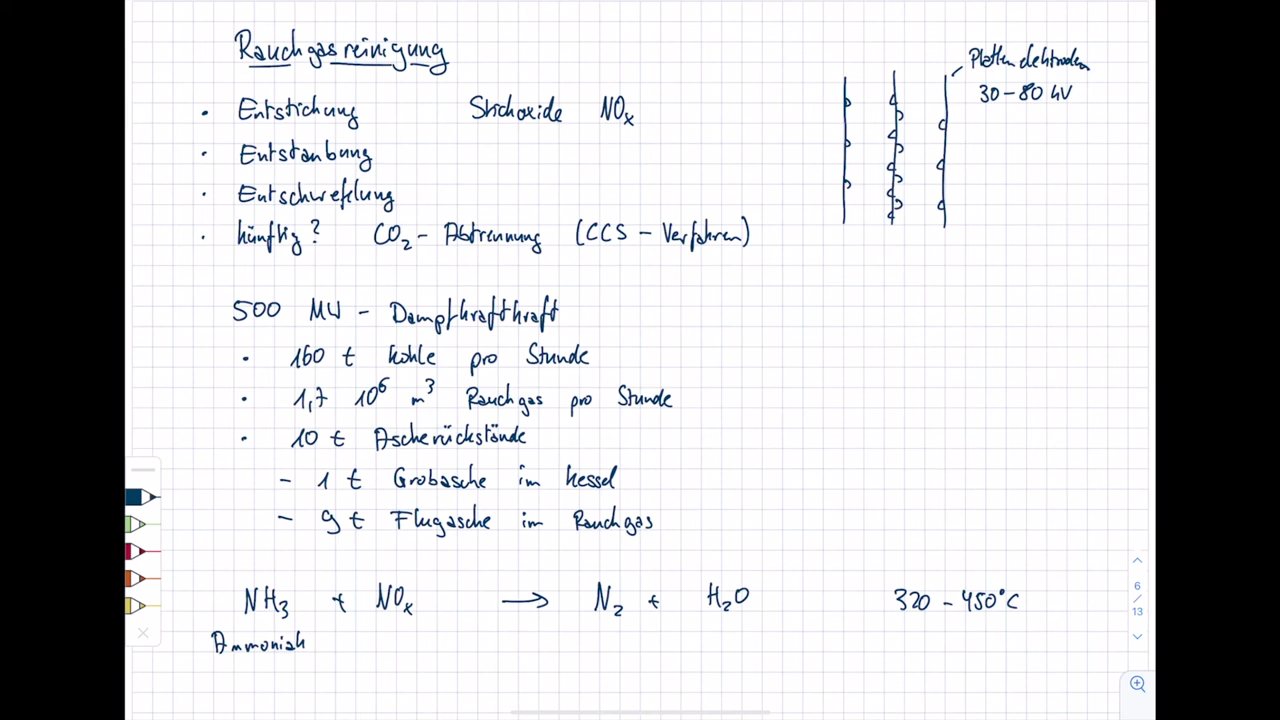 Rauchgasreinigung
• Entstickung Stickoxide NOx
• Entstaubung
• Entschwefelung
• künftig? CO2 - Abtrennung (CCS - Verfahren)
Plattenelektroden
30 - 80 kV
500 MW - Dampfkraftkraft
• 160 t Kohle pro Stunde
• 1,7 10^6 m^3 Rauchgas pro Stunde
• 10 t Ascherückstände
- 1 t Grobasche im Kessel
- 9 t Flugasche im Rauchgas
NH3 + NOx → N2 + H2O 320 - 450°C
Ammoniak
6
/
13